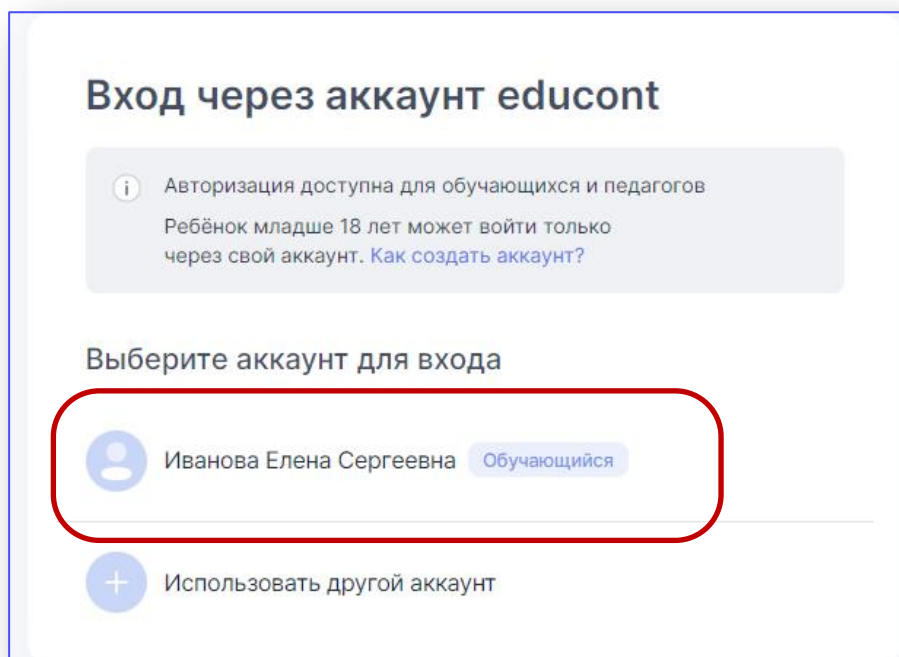 Вход через аккаунт educont
Авторизация доступна для обучающихся и педагогов
Ребёнок младше 18 лет может войти только
через свой аккаунт. Как создать аккаунт?
Выберите аккаунт для входа
Иванова Елена Сергеевна Обучающийся
Использовать другой аккаунт